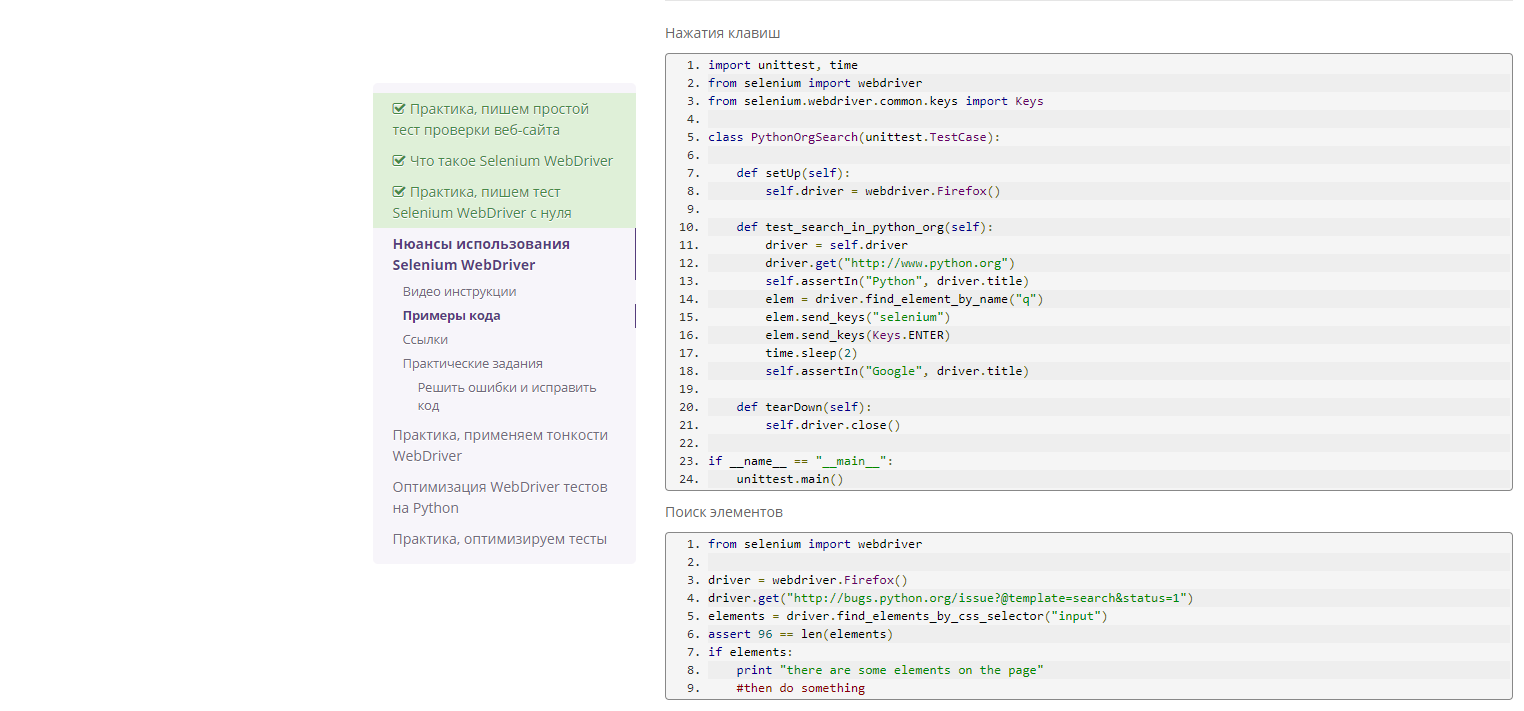 Практика, пишем простой
тест проверки веб-сайта
Что такое Selenium WebDriver
Практика, пишем тест
Selenium WebDriver с нуля
Нюансы использования
Selenium WebDriver
Видео инструкции
Примеры кода
Ссылки
Практические задания
Решить ошибки и исправить
код
Практика, применяем тонкости
WebDriver
Оптимизация WebDriver тестов
на Python
Практика, оптимизируем тесты
Нажатия клавиш
1. import unittest, time
2. from selenium import webdriver
3. from selenium.webdriver.common.keys import Keys
4.
5. class PythonOrgSearch(unittest.TestCase):
6.
7.     def setUp(self):
8.         self.driver = webdriver.Firefox()
9.
10.     def test_search_in_python_org(self):
11.         driver = self.driver
12.         driver.get("http://www.python.org")
13.         self.assertIn("Python", driver.title)
14.         elem = driver.find_element_by_name("q")
15.         elem.send_keys("selenium")
16.         elem.send_keys(Keys.ENTER)
17.         time.sleep(2)
18.         self.assertIn("Google", driver.title)
19.
20.     def tearDown(self):
21.         self.driver.close()
22.
23. if __name__ == "__main__":
24.     unittest.main()
Поиск элементов
1. from selenium import webdriver
2.
3. driver = webdriver.Firefox()
4. driver.get("http://bugs.python.org/issue?@template=search&status=1")
5. elements = driver.find_elements_by_css_selector("input")
6. assert 96 == len(elements)
7. if elements:
8.     print "there are some elements on the page"
9.     #then do something